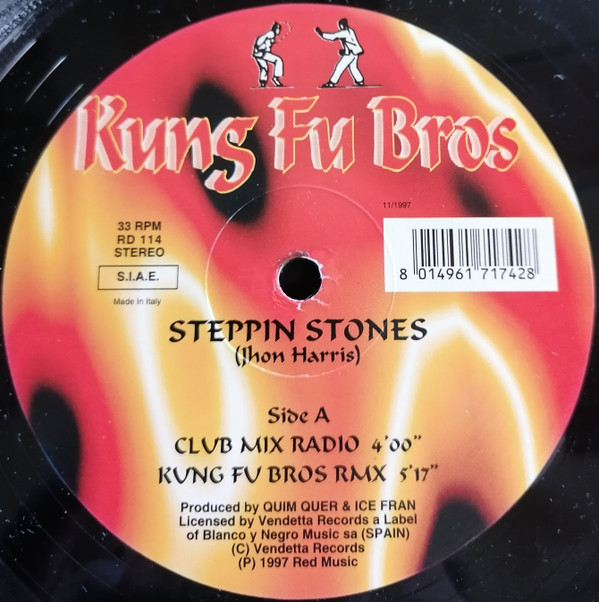 Kung Fu Bros
11/1997
33 RPM
RD 114
STEREO
S.I.A.E.
Made in Italy
8 014961 717428
STEPPIN STONES
(Jhon Harris)
Side A
CLUB MIX RADIO 4'00"
KUNG FU BROS RMX 5'17"
Produced by QUIM QUER & ICE FRAN
Licensed by Vendetta Records a Label
of Blanco y Negro Music sa (SPAIN)
(C) Vendetta Records
(P) 1997 Red Music